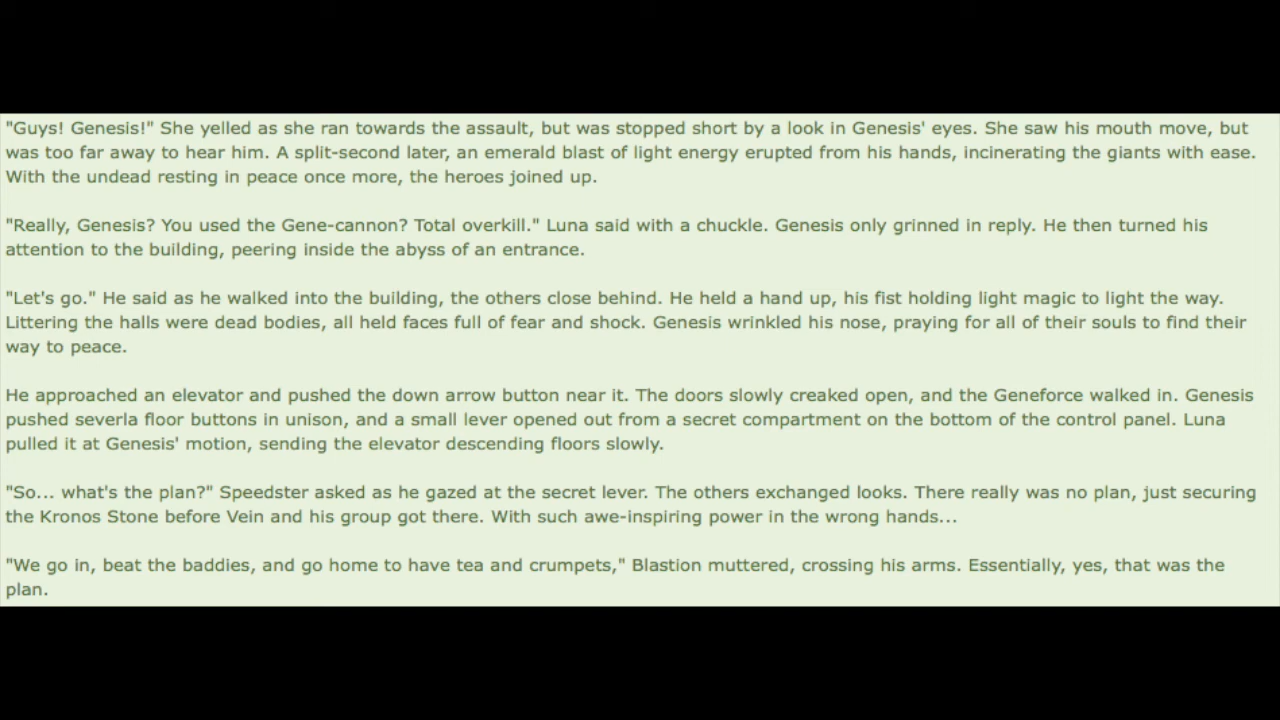 "Guys! Genesis!" She yelled as she ran towards the assault, but was stopped short by a look in Genesis' eyes. She saw his mouth move, but
was too far away to hear him. A split-second later, an emerald blast of light energy erupted from his hands, incinerating the giants with ease.
With the undead resting in peace once more, the heroes joined up.
"Really, Genesis? You used the Gene-cannon? Total overkill." Luna said with a chuckle. Genesis only grinned in reply. He then turned his
attention to the building, peering inside the abyss of an entrance.
"Let's go." He said as he walked into the building, the others close behind. He held a hand up, his fist holding light magic to light the way.
Littering the halls were dead bodies, all held faces full of fear and shock. Genesis wrinkled his nose, praying for all of their souls to find their
way to peace.
He approached an elevator and pushed the down arrow button near it. The doors slowly creaked open, and the Geneforce walked in. Genesis
pushed severla floor buttons in unison, and a small lever opened out from a secret compartment on the bottom of the control panel. Luna
pulled it at Genesis' motion, sending the elevator descending floors slowly.
"So... what's the plan?" Speedster asked as he gazed at the secret lever. The others exchanged looks. There really was no plan, just securing
the Kronos Stone before Vein and his group got there. With such awe-inspiring power in the wrong hands...
"We go in, beat the baddies, and go home to have tea and crumpets," Blastion muttered, crossing his arms. Essentially, yes, that was the
plan.